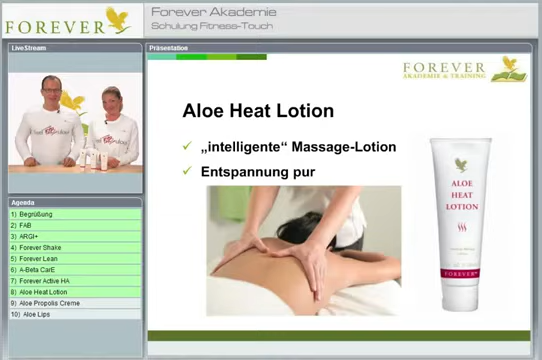 FOREVER
Forever Akademie
Schulung Fitness-Touch
LiveStream
Präsentation
FOREVER
AKADEMIE & TRAINING
Aloe Heat Lotion
„intelligente“ Massage-Lotion
Entspannung pur
ALOE
HEAT
LOTION
FOREVER
Agenda
1) Begrüßung
2) FAB
3) ARGI+
4) Forever Shake
5) Forever Lean
6) A-Beta CarE
7) Forever Active HA
8) Aloe Heat Lotion
9) Aloe Propolis Creme
10) Aloe Lips